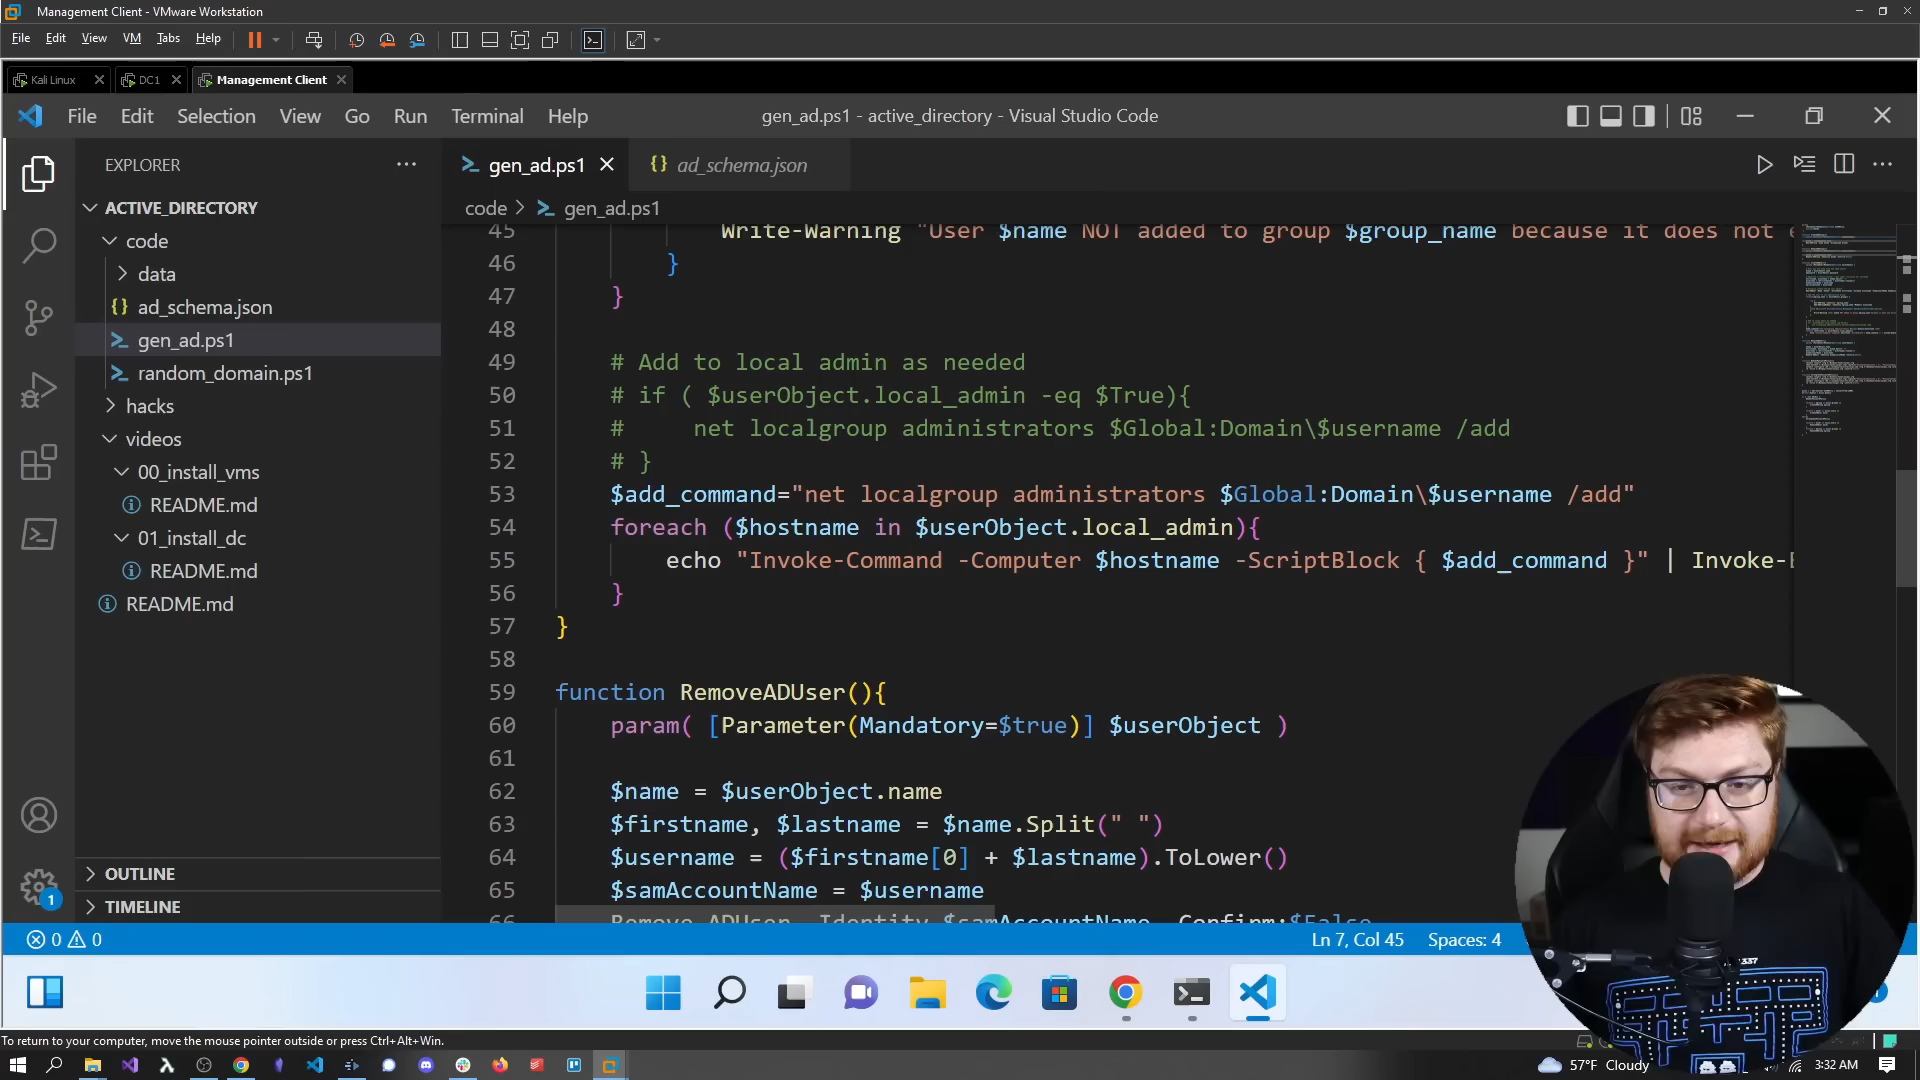 Management Client - VMware Workstation
File Edit View VM Tabs Help
Kali Linux DC1 Management Client
File Edit Selection View Go Run Terminal Help gen_ad.ps1 - active_directory - Visual Studio Code
EXPLORER
ACTIVE_DIRECTORY
code
data
ad_schema.json
gen_ad.ps1
random_domain.ps1
hacks
videos
00_install_vms
README.md
01_install_dc
README.md
README.md
OUTLINE
TIMELINE
gen_ad.ps1 ad_schema.json
code > gen_ad.ps1
45 Write-Warning "User $name NOT added to group $group_name because it does not
46 }
47 }
48
49 # Add to local admin as needed
50 # if ( $userObject.local_admin -eq $True){
51 #     net localgroup administrators $Global:Domain\$username /add
52 # }
53 $add_command="net localgroup administrators $Global:Domain\$username /add"
54 foreach ($hostname in $userObject.local_admin){
55 echo "Invoke-Command -Computer $hostname -ScriptBlock { $add_command }" | Invoke-
56 }
57 }
58
59 function RemoveADUser(){
60 param( [Parameter(Mandatory=$true)] $userObject )
61
62 $name = $userObject.name
63 $firstname, $lastname = $name.Split(" ")
64 $username = ($firstname[0] + $lastname).ToLower()
65 $samAccountName = $username
66 Remove-ADUser -Identity $samAccountName -Confirm:$False
1
0 0
Ln 7, Col 45 Spaces: 4
To return to your computer, move the mouse pointer outside or press Ctrl+Alt+Win.
57°F Cloudy 3:32 AM